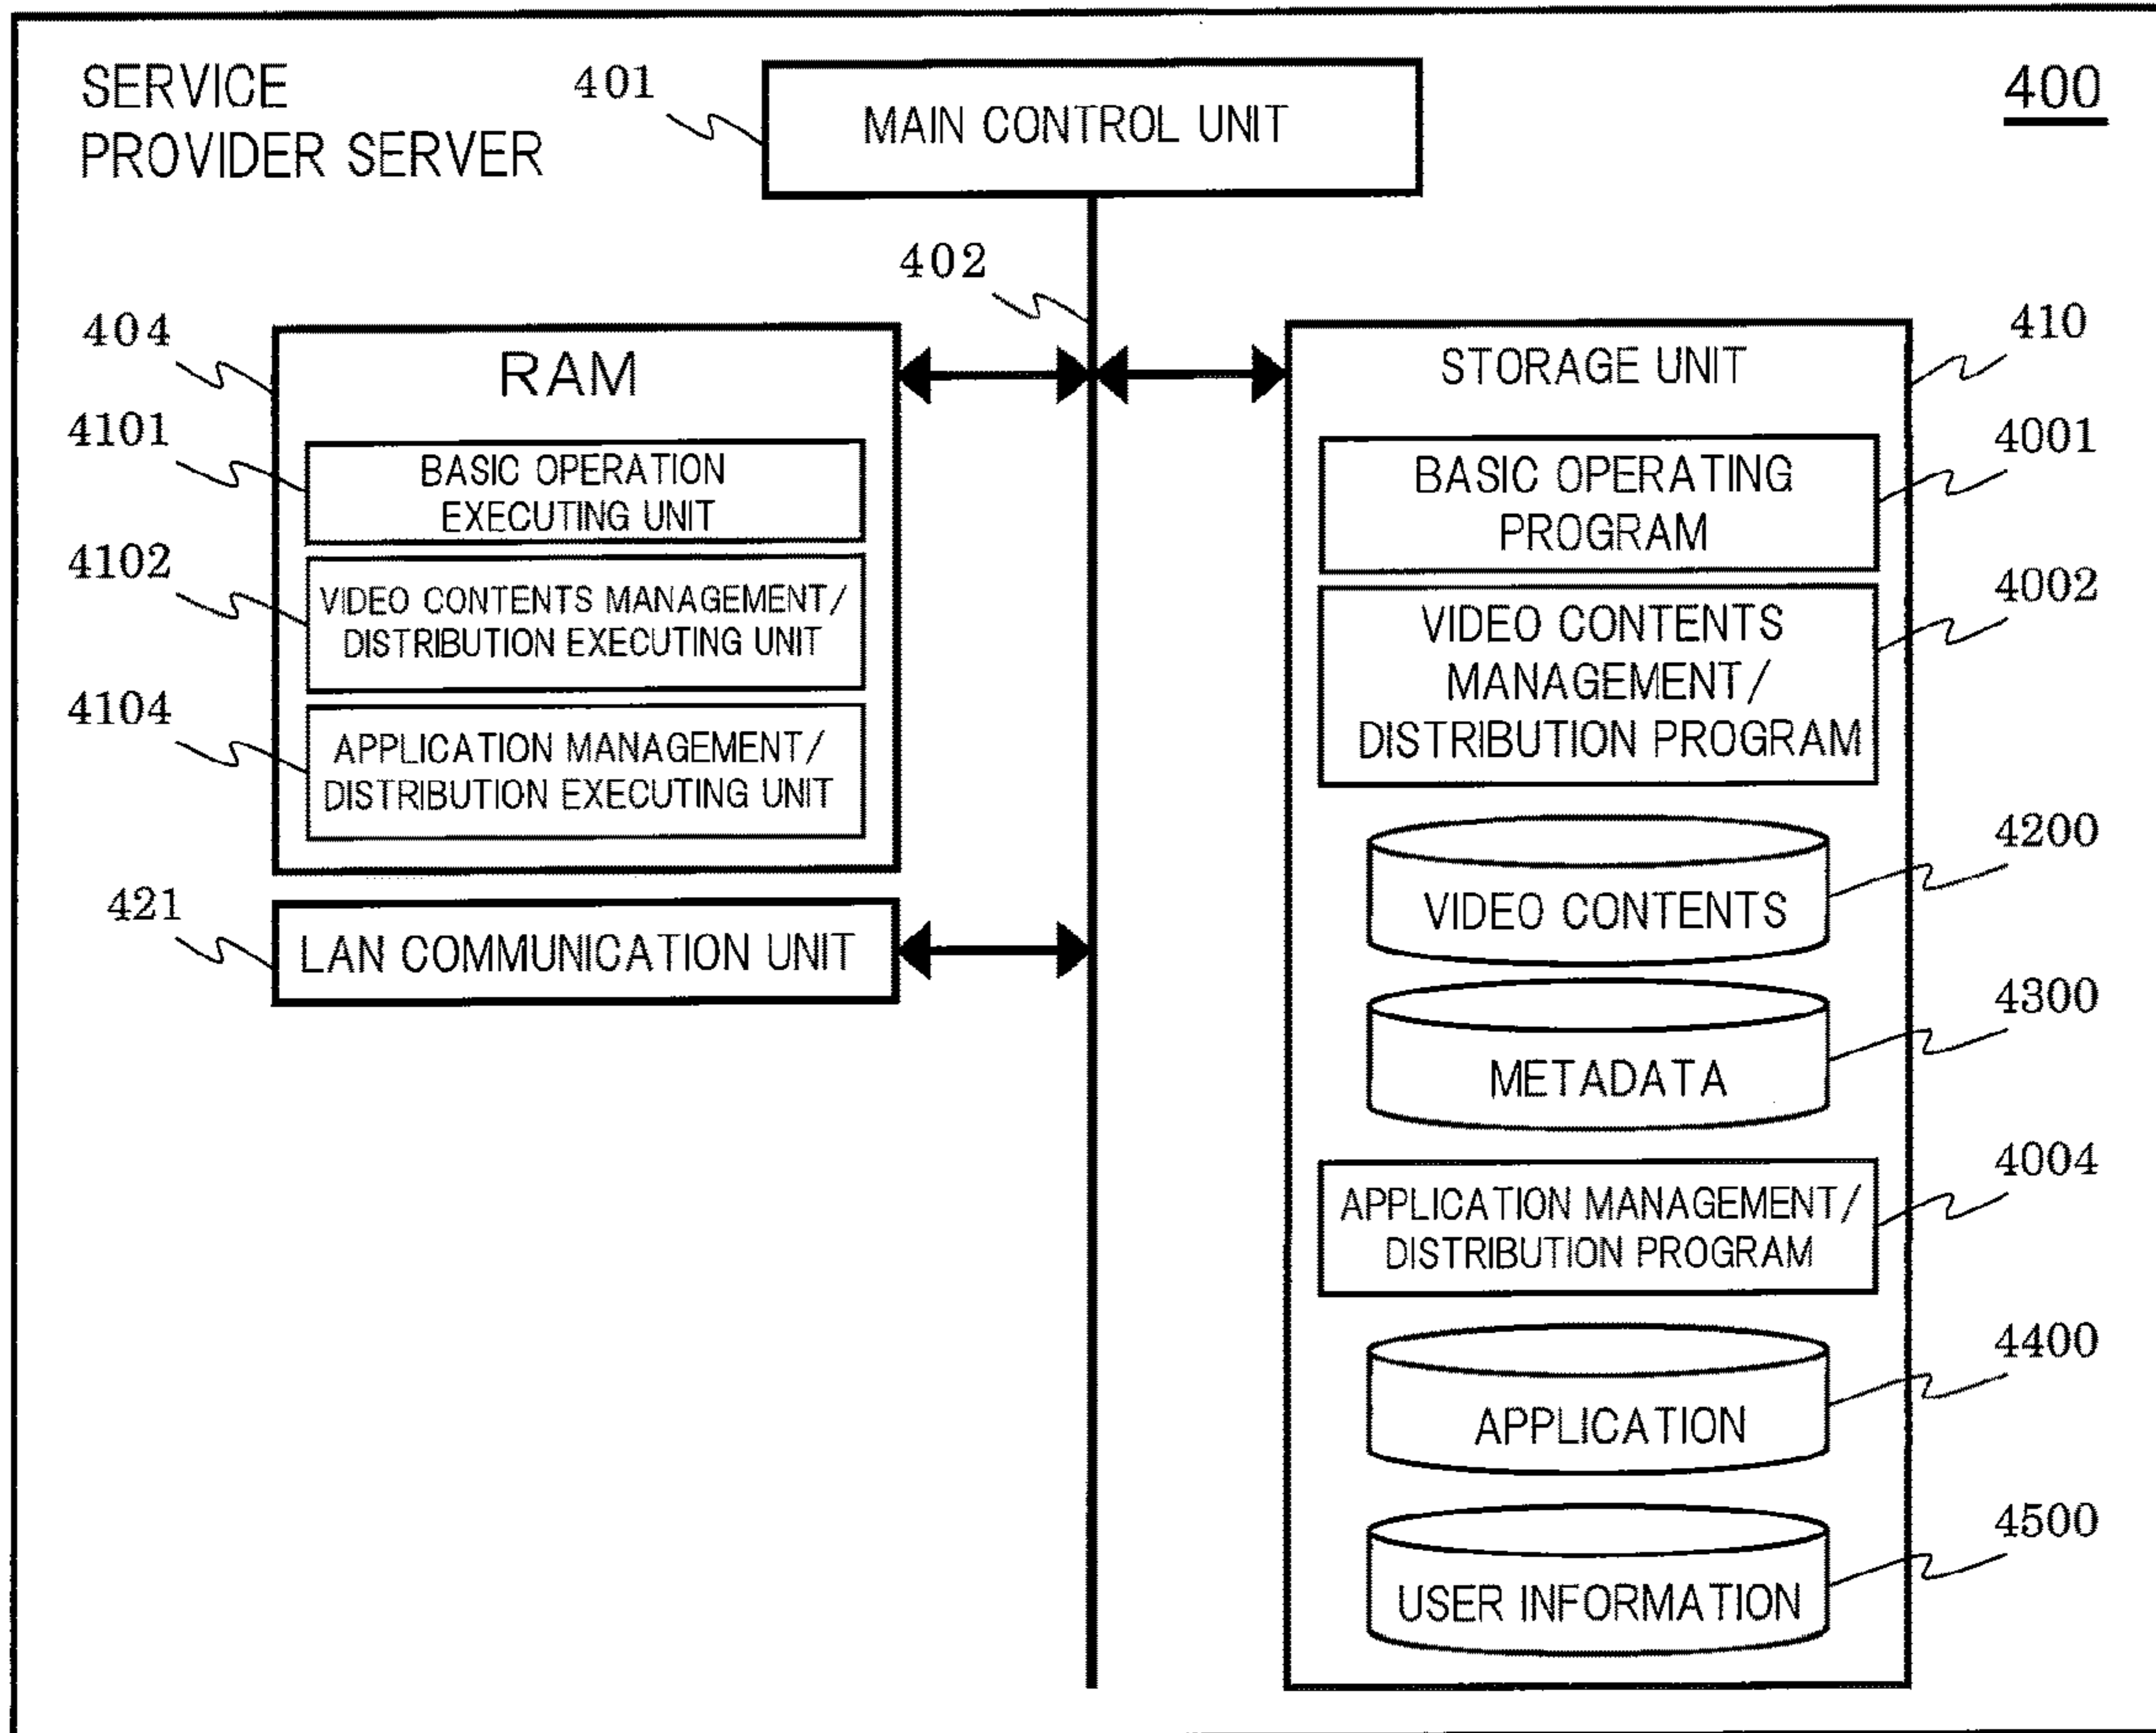 SERVICE
PROVIDER SERVER
400
401
MAIN CONTROL UNIT
402
404
RAM
4101
BASIC OPERATION
EXECUTING UNIT
4102
VIDEO CONTENTS MANAGEMENT/
DISTRIBUTION EXECUTING UNIT
4104
APPLICATION MANAGEMENT/
DISTRIBUTION EXECUTING UNIT
421
LAN COMMUNICATION UNIT
410
STORAGE UNIT
4001
BASIC OPERATING
PROGRAM
4002
VIDEO CONTENTS
MANAGEMENT/
DISTRIBUTION PROGRAM
4200
VIDEO CONTENTS
4300
METADATA
4004
APPLICATION MANAGEMENT/
DISTRIBUTION PROGRAM
4400
APPLICATION
4500
USER INFORMATION